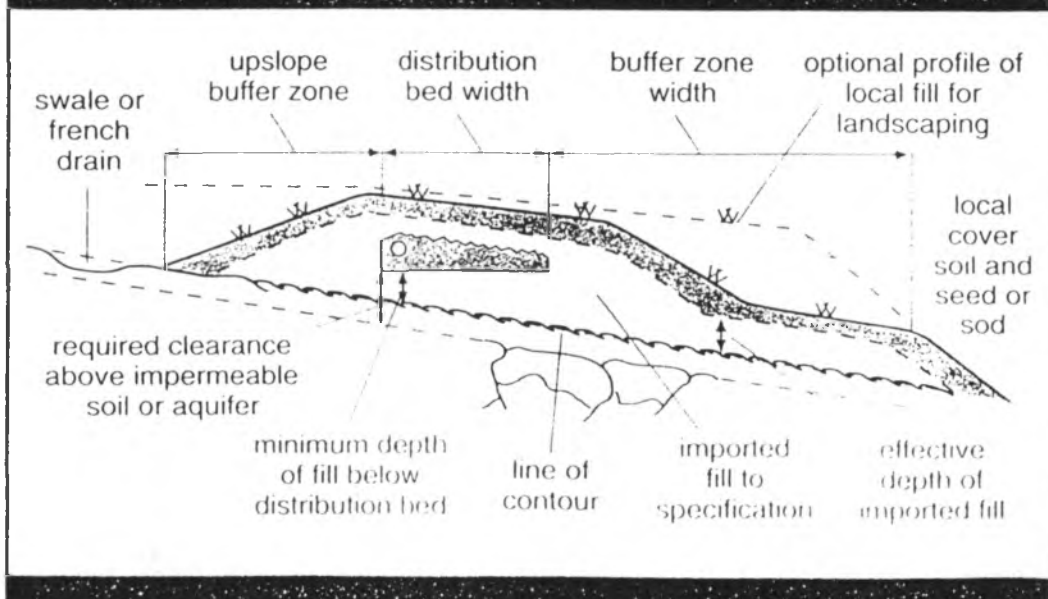 upslope
buffer zone
distribution
bed width
buffer zone
width
optional profile of
local fill for
landscaping
swale or
french
drain
local
cover
soil and
seed or
sod
required clearance
above impermeable
soil or aquifer
minimum depth
of fill below
distribution bed
line of
contour
imported
fill to
specification
effective
depth of
imported fill